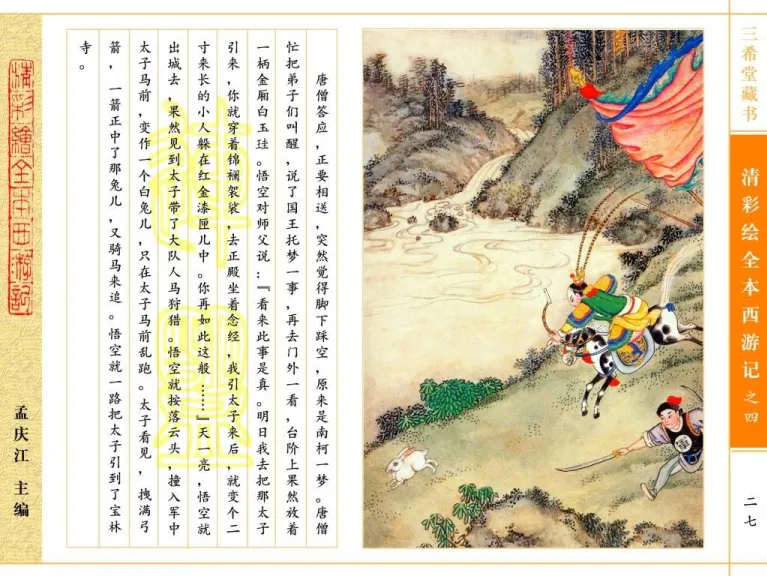 三希堂藏书
清彩绘全本西游记之四
二七
唐僧答应，正要相送，突然觉得脚下踩空，原来是南柯一梦。唐僧
忙把弟子们叫醒，说了国王托梦一事，再去门外一看，台阶上果然放着
一柄金厢白玉珪。悟空对师父说：『看来此事是真。明日我去把那太子
引来，你就穿着锦襕袈裟，去正殿坐着念经，我引太子来后，就变个二
寸来长的小人躲在红金漆匣儿中。你再如此这般……』天一亮，悟空就
出城去，果然见到太子带了大队人马狩猎。悟空就按落云头，撞入军中
太子马前，变作一个白兔儿，只在太子马前乱跑。太子看见，拽满弓
箭，一箭正中了那兔儿，又骑马来追。悟空就一路把太子引到了宝林
寺。
清彩繪全本西游記
孟庆江 主编